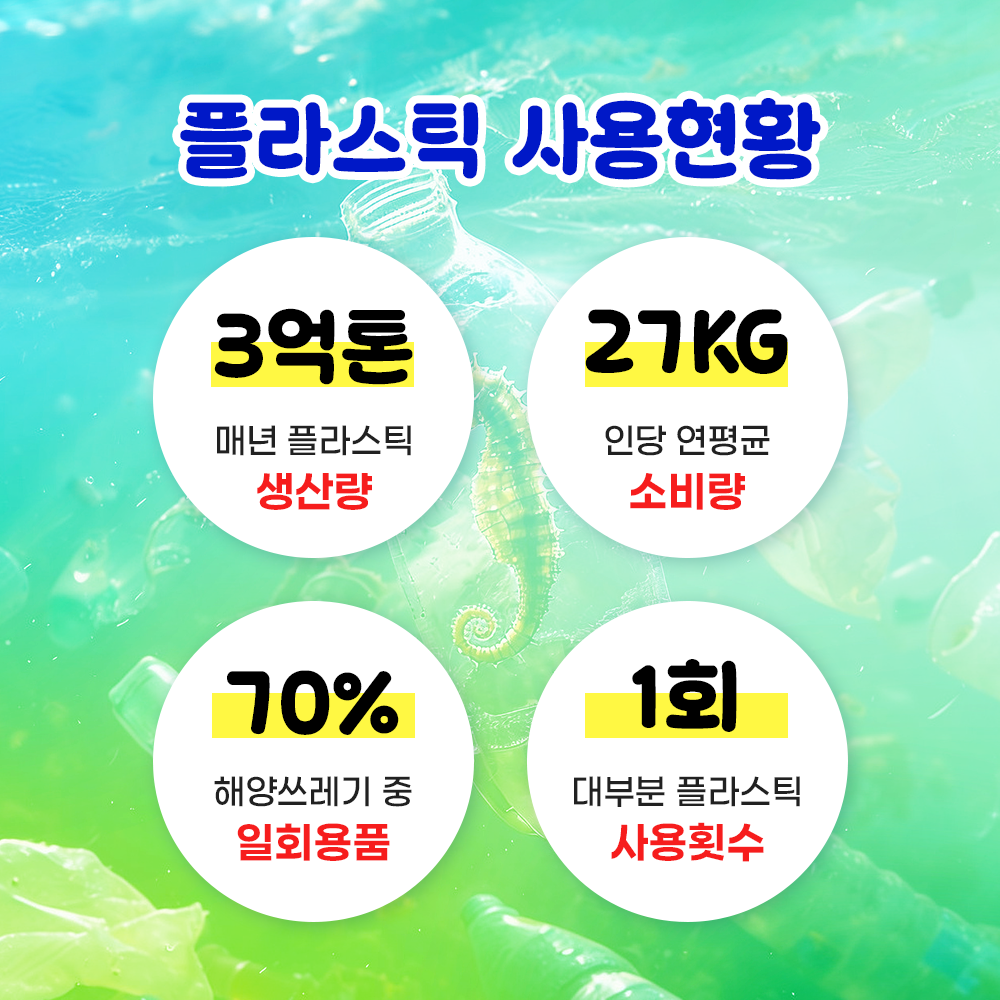 플라스틱 사용현황
3억톤
매년 플라스틱
생산량
27KG
인당 연평균
소비량
70%
해양쓰레기 중
일회용품
1회
대부분 플라스틱
사용횟수